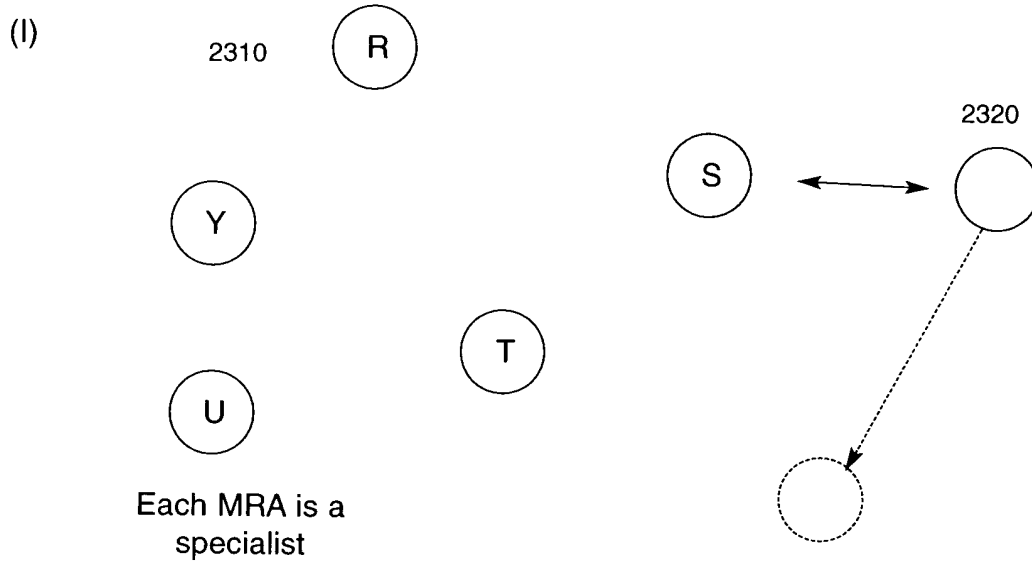 (I)
2310
R
2320
S
Y
T
U
Each MRA is a
specialist